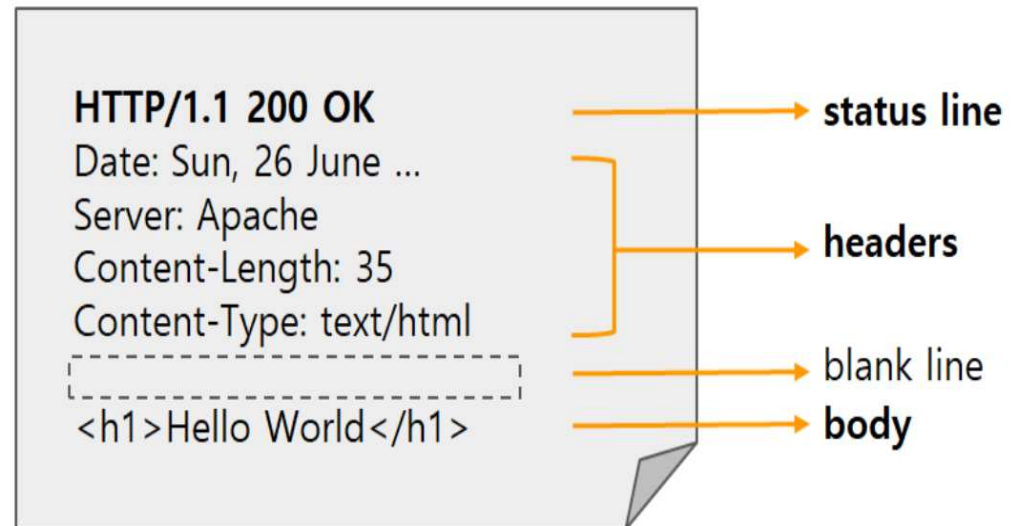 HTTP/1.1 200 OK
status line
Date: Sun, 26 June ...
Server: Apache
Content-Length: 35
Content-Type: text/html
headers
blank line
<h1>Hello World</h1>
body